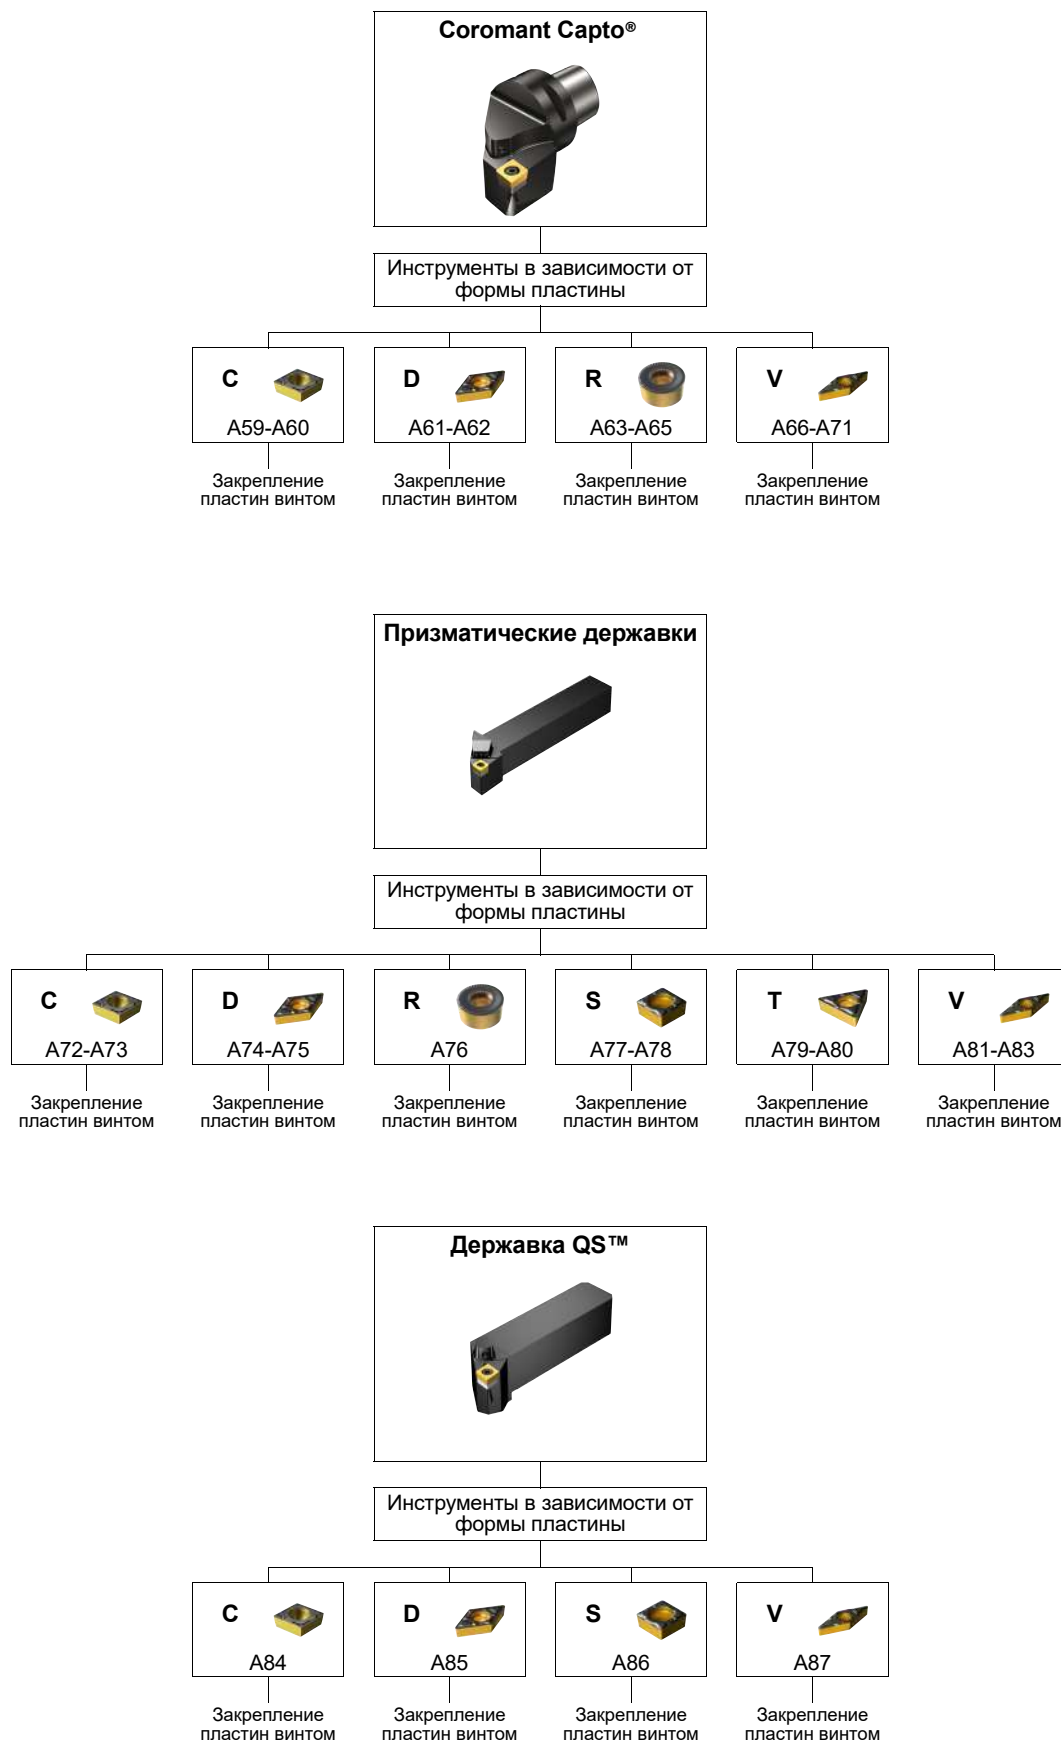 Coromant Capto®
Инструменты в зависимости от
формы пластины
C
D
R
V
A59-A60
A61-A62
A63-A65
A66-A71
Закрепление
пластин винтом
Закрепление
пластин винтом
Закрепление
пластин винтом
Закрепление
пластин винтом
Призматические державки
Инструменты в зависимости от
формы пластины
C
D
R
S
T
V
A72-A73
A74-A75
A76
A77-A78
A79-A80
A81-A83
Закрепление
пластин винтом
Закрепление
пластин винтом
Закрепление
пластин винтом
Закрепление
пластин винтом
Закрепление
пластин винтом
Закрепление
пластин винтом
Державка QS™
Инструменты в зависимости от
формы пластины
C
D
S
V
A84
A85
A86
A87
Закрепление
пластин винтом
Закрепление
пластин винтом
Закрепление
пластин винтом
Закрепление
пластин винтом